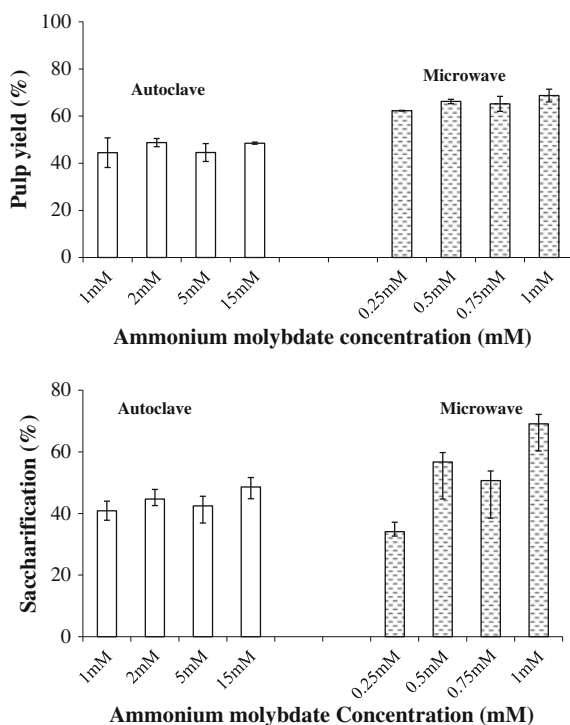 100
80
60
40
20
0
Pulp yield (%)
Autoclave
Microwave
1mM
2mM
5mM
15mM
0.25mM
0.5mM
0.75mM
1mM
Ammonium molybdate concentration (mM)
80
60
40
20
0
Saccharification (%)
Autoclave
Microwave
1mM
2mM
5mM
15mM
0.25mM
0.5mM
0.75mM
1mM
Ammonium molybdate Concentration (mM)